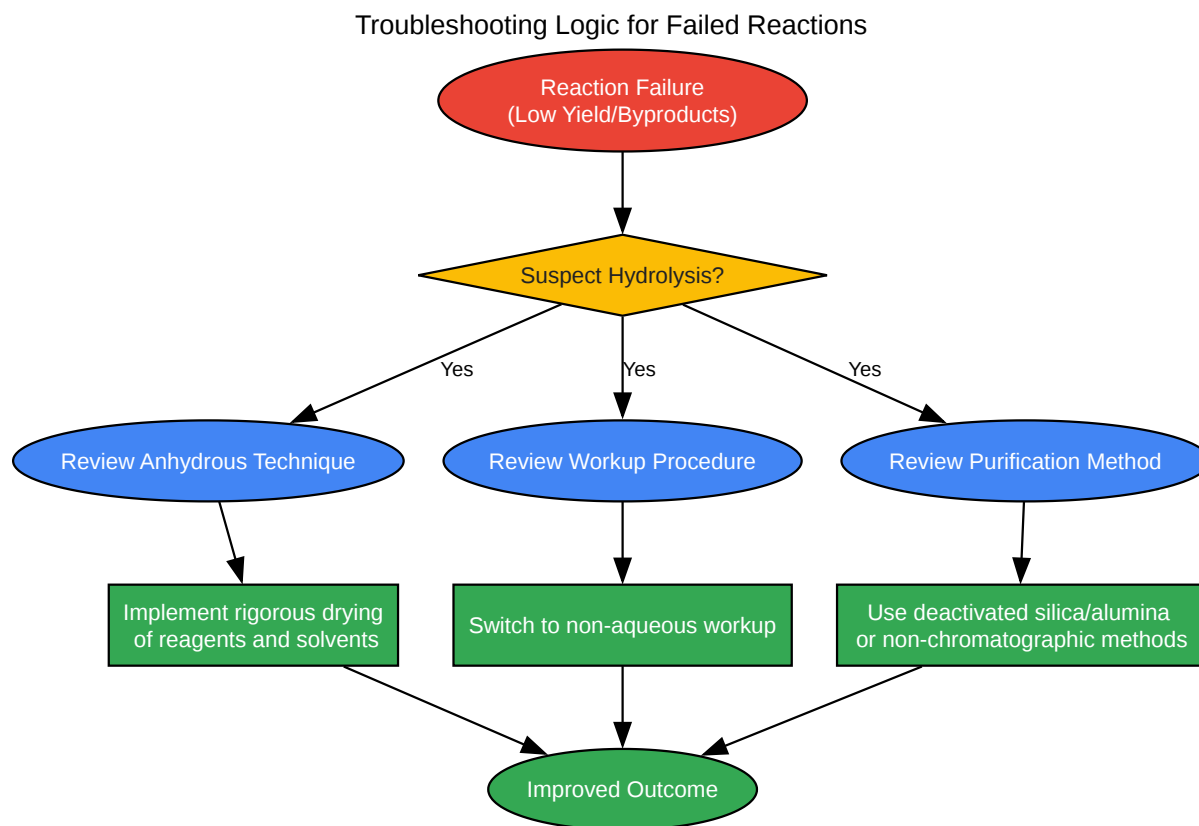 Troubleshooting Logic for Failed Reactions
Reaction Failure
(Low Yield/Byproducts)
Suspect Hydrolysis?
Yes
Yes
Yes
Review Anhydrous Technique
Review Workup Procedure
Review Purification Method
Implement rigorous drying
of reagents and solvents
Switch to non-aqueous workup
Use deactivated silica/alumina
or non-chromatographic methods
Improved Outcome